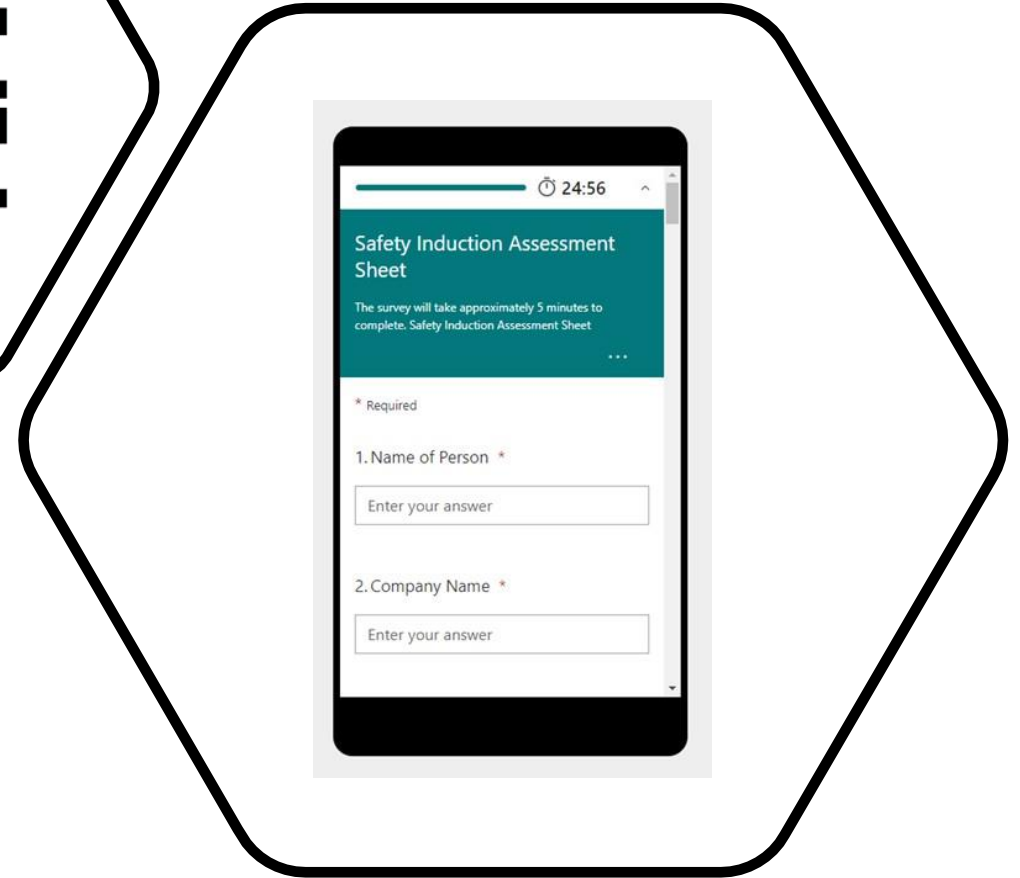 24:56
Safety Induction Assessment
Sheet
The survey will take approximately 5 minutes to
complete. Safety Induction Assessment Sheet
...
* Required
1. Name of Person *
Enter your answer
2. Company Name *
Enter your answer